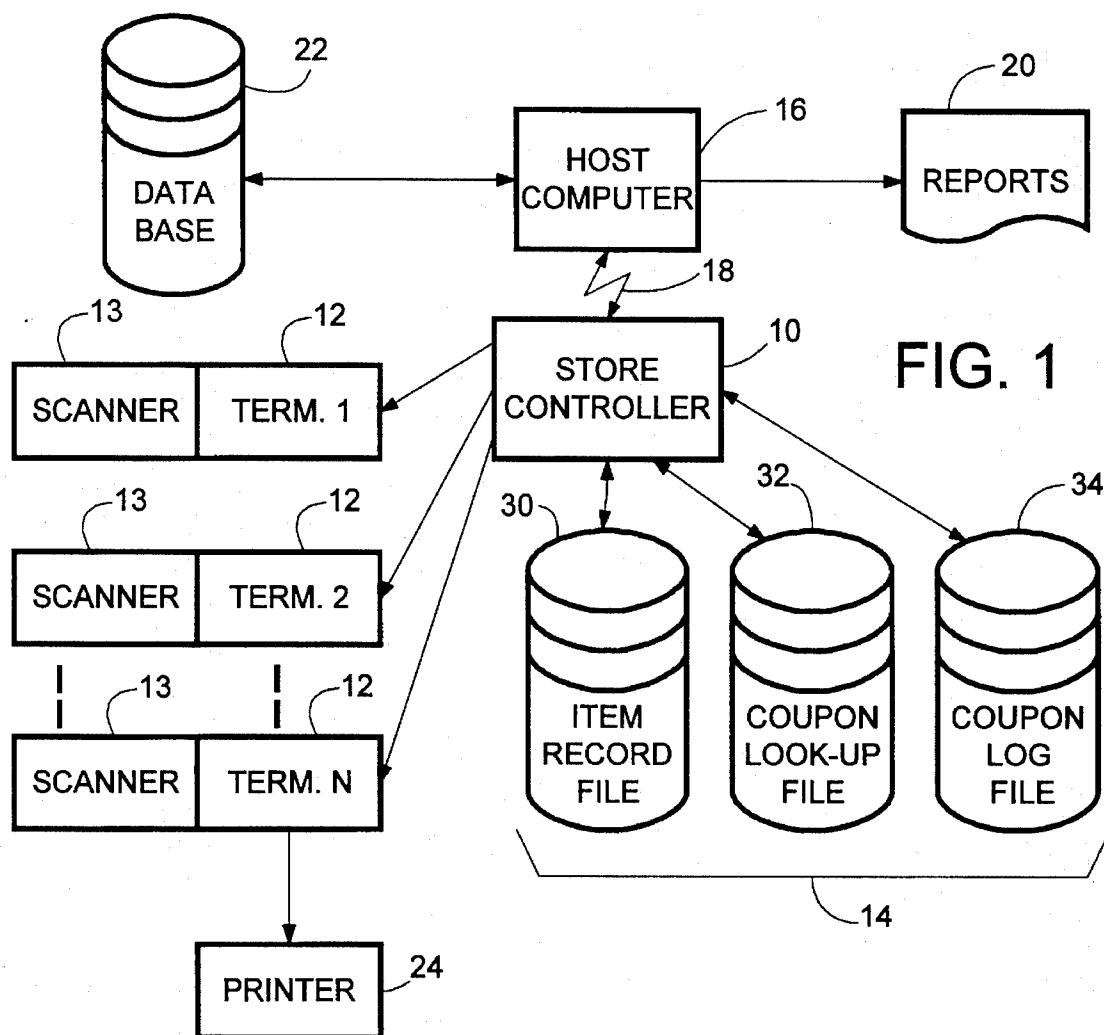 22
DATA
BASE
16
HOST
COMPUTER
20
REPORTS
18
13
12
SCANNER
TERM. 1
10
STORE
CONTROLLER
FIG. 1
13
12
SCANNER
TERM. 2
30
ITEM
RECORD
FILE
32
COUPON
LOOK-UP
FILE
34
COUPON
LOG
FILE
13
12
SCANNER
TERM. N
14
PRINTER
24